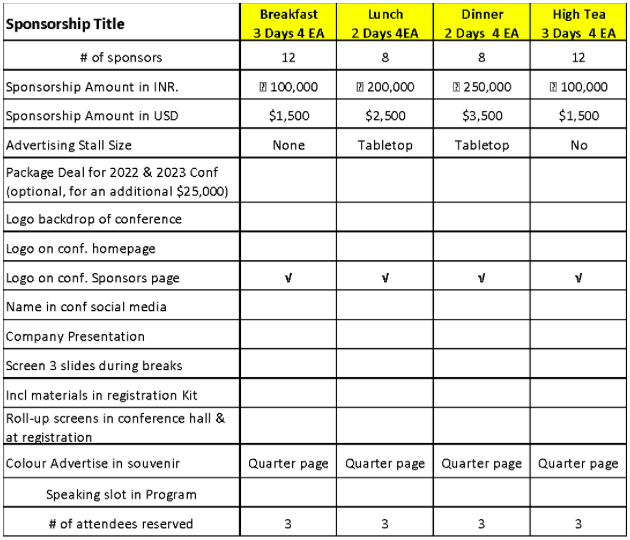 Sponsorship Title
Breakfast
3 Days 4 EA
Lunch
2 Days 4EA
Dinner
2 Days 4 EA
High Tea
3 Days 4 EA
# of sponsors 12 8 8 12
Sponsorship Amount in INR. 100,000 200,000 250,000 100,000
Sponsorship Amount in USD $1,500 $2,500 $3,500 $1,500
Advertising Stall Size None Tabletop Tabletop No
Package Deal for 2022 & 2023 Conf
(optional, for an additional $25,000)
Logo backdrop of conference
Logo on conf. homepage
Logo on conf. Sponsors page √ √ √ √
Name in conf social media
Company Presentation
Screen 3 slides during breaks
Incl materials in registration Kit
Roll-up screens in conference hall &
at registration
Colour Advertise in souvenir Quarter page Quarter page Quarter page Quarter page
Speaking slot in Program
# of attendees reserved 3 3 3 3